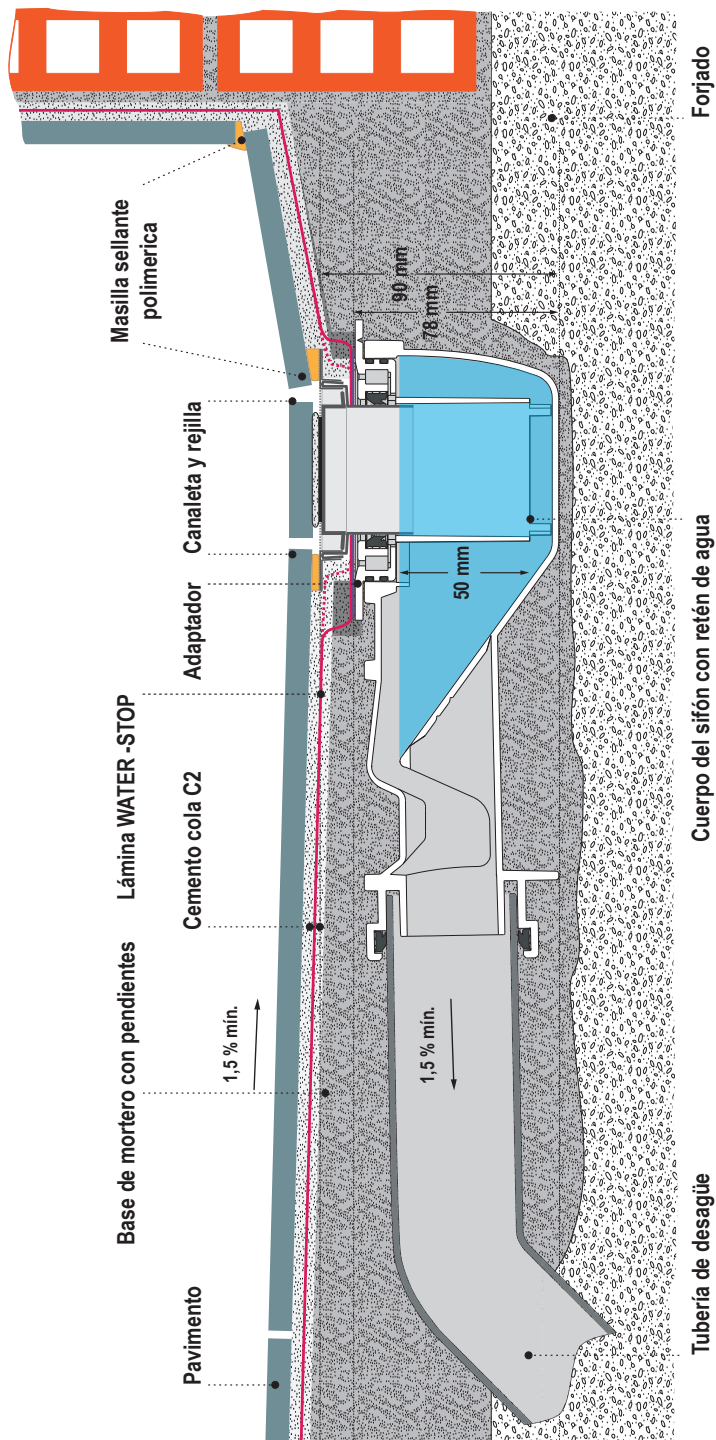 Pavimento
Base de mortero con pendientes
Lámina WATER -STOP
Cemento cola C2
Adaptador
Canaleta y rejilla
Masilla sellante
polimerica
1,5 % mín.
1,5 % mín.
50 mm
78 mm
90 mm
Tubería de desagüe
Cuerpo del sifón con retén de agua
Forjado